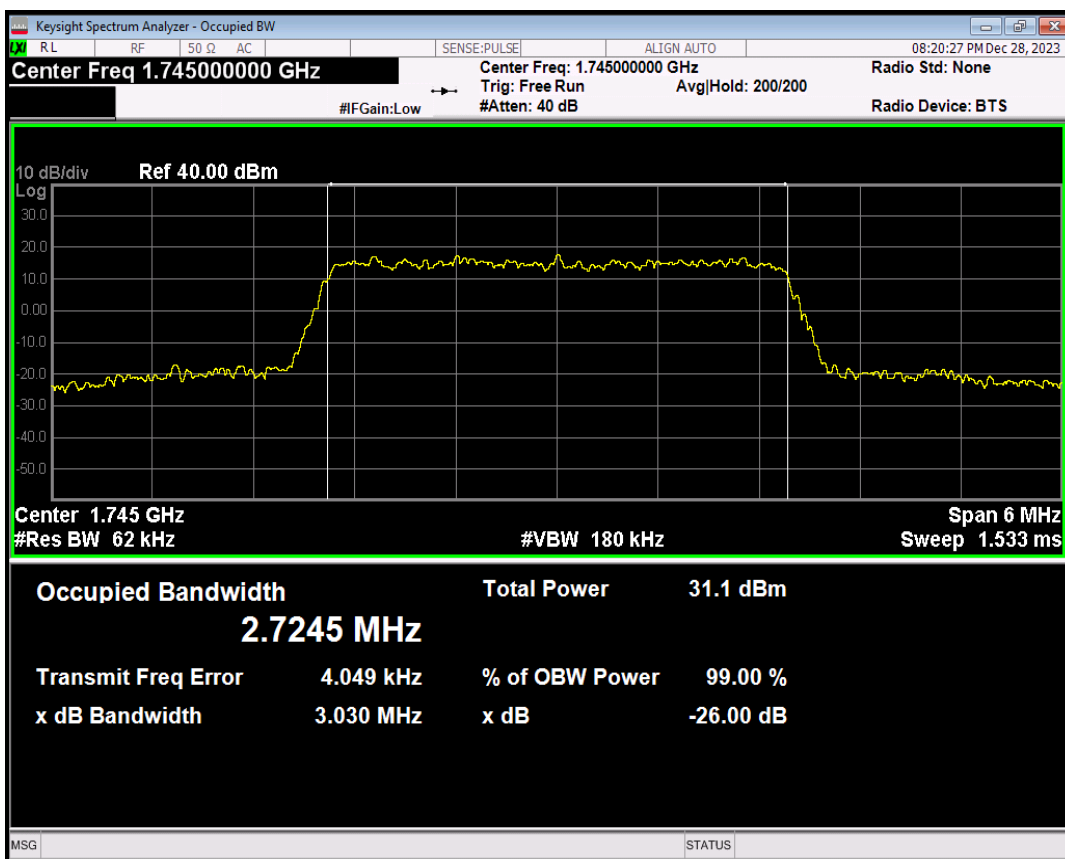 Keysight Spectrum Analyzer - Occupied BW
LXI RL RF 50 Ω AC SENSE:PULSE ALIGN AUTO 08:20:27 PM Dec 28, 2023
Center Freq 1.745000000 GHz Center Freq: 1.745000000 GHz Radio Std: None
Trig: Free Run Avg|Hold: 200/200
#IFGain:Low #Atten: 40 dB Radio Device: BTS
10 dB/div Ref 40.00 dBm
Log
30.0
20.0
10.0
0.00
-10.0
-20.0
-30.0
-40.0
-50.0
Center 1.745 GHz Span 6 MHz
#Res BW 62 kHz #VBW 180 kHz Sweep 1.533 ms
Occupied Bandwidth Total Power 31.1 dBm
2.7245 MHz
Transmit Freq Error 4.049 kHz % of OBW Power 99.00 %
x dB Bandwidth 3.030 MHz x dB -26.00 dB
MSG STATUS